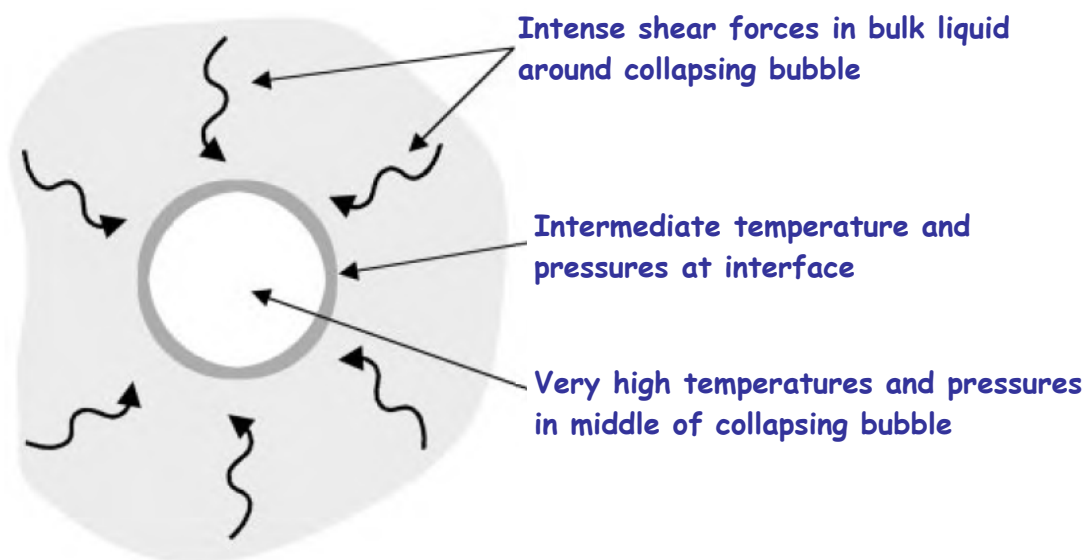 Intense shear forces in bulk liquid
around collapsing bubble
Intermediate temperature and
pressures at interface
Very high temperatures and pressures
in middle of collapsing bubble